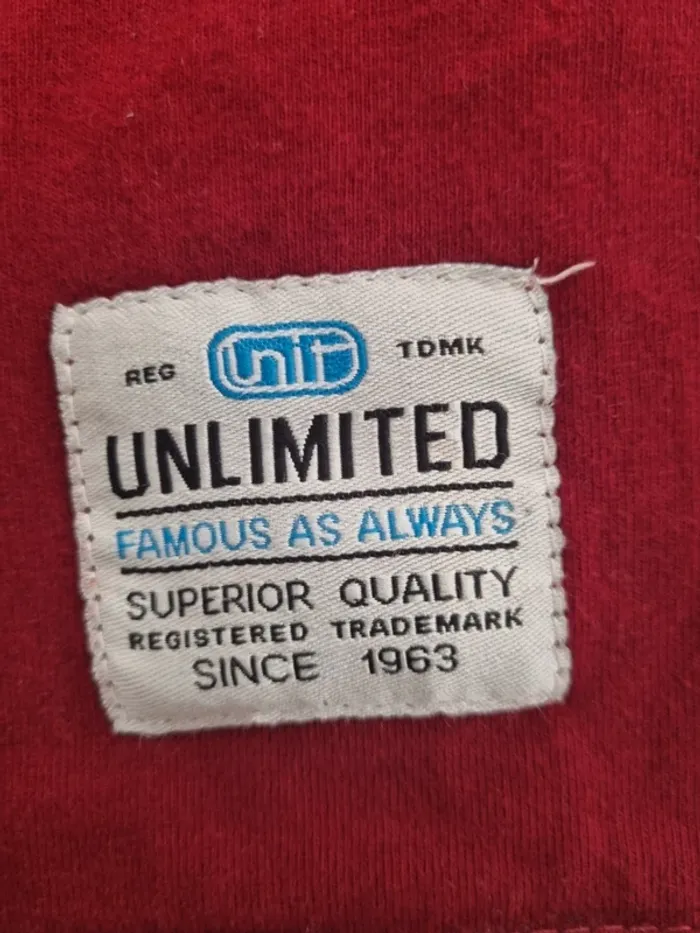 REG unit TDMK
UNLIMITED
FAMOUS AS ALWAYS
SUPERIOR QUALITY
REGISTERED TRADEMARK
SINCE 1963